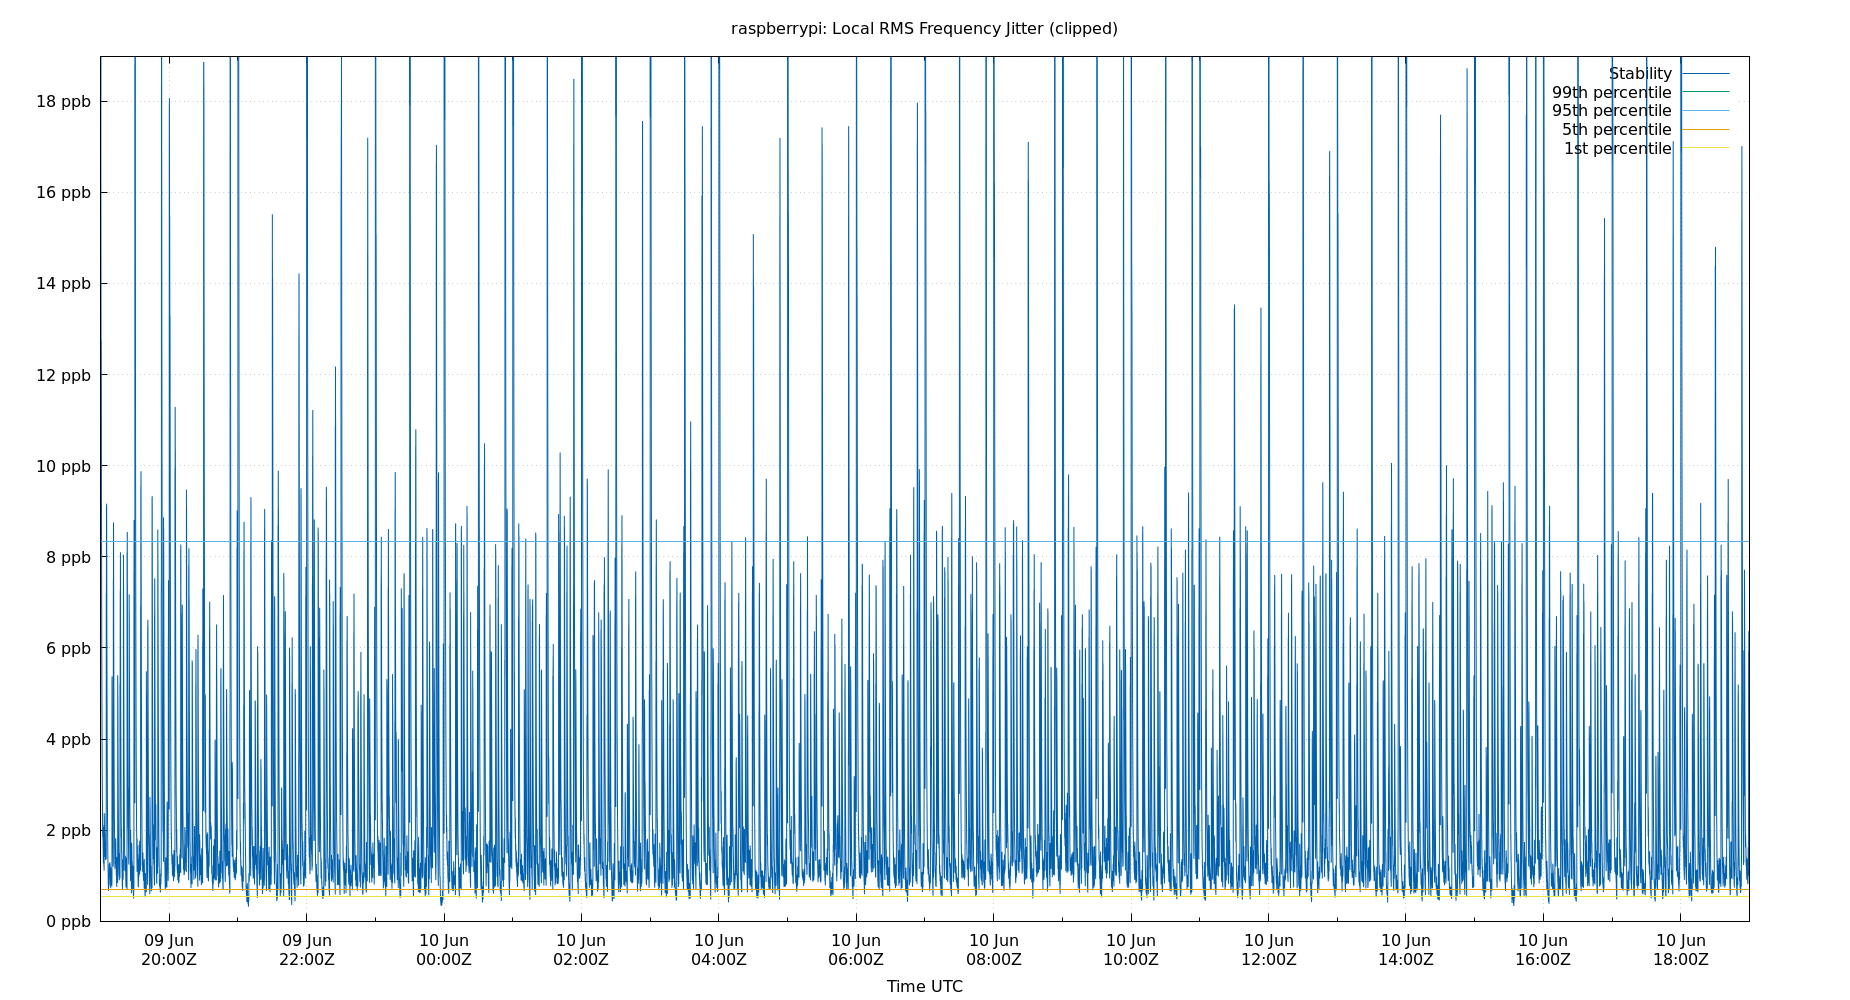 raspberrypi: Local RMS Frequency Jitter (clipped)
Stability
99th percentile
95th percentile
5th percentile
1st percentile
18 ppb
16 ppb
14 ppb
12 ppb
10 ppb
8 ppb
6 ppb
4 ppb
2 ppb
0 ppb
09 Jun 09 Jun 10 Jun 10 Jun 10 Jun 10 Jun 10 Jun 10 Jun 10 Jun 10 Jun 10 Jun 10 Jun
20:00Z 22:00Z 00:00Z 02:00Z 04:00Z 06:00Z 08:00Z 10:00Z 12:00Z 14:00Z 16:00Z 18:00Z
Time UTC